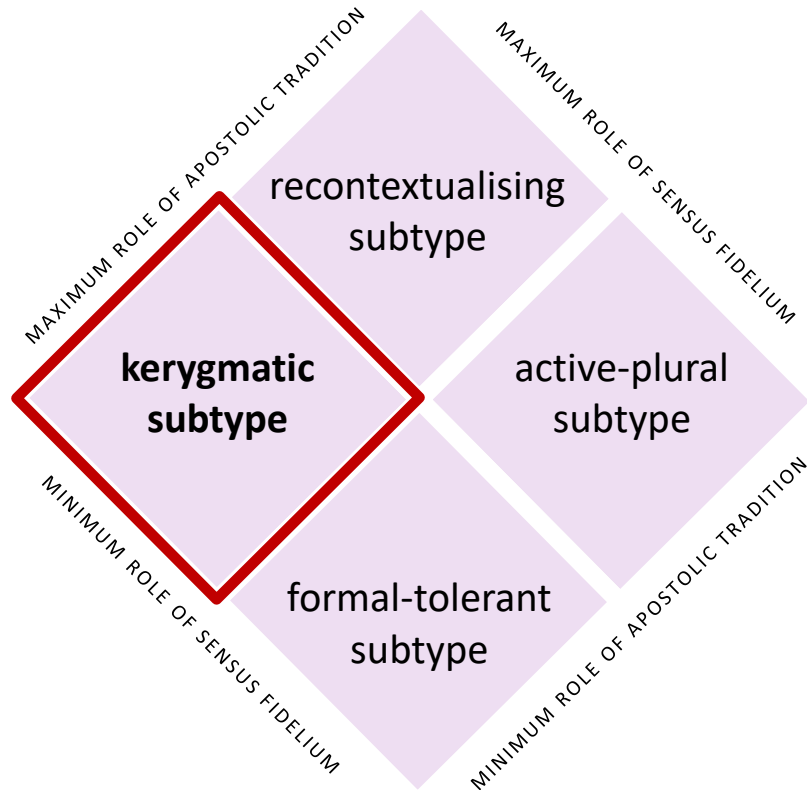 MAXIMUM ROLE OF APOSTOLIC TRADITION
MAXIMUM ROLE OF SENSUS FIDELIUM
recontextualising
subtype
kerygmatic
subtype
active-plural
subtype
formal-tolerant
subtype
MINIMUM ROLE OF SENSUS FIDELIUM
MINIMUM ROLE OF APOSTOLIC TRADITION